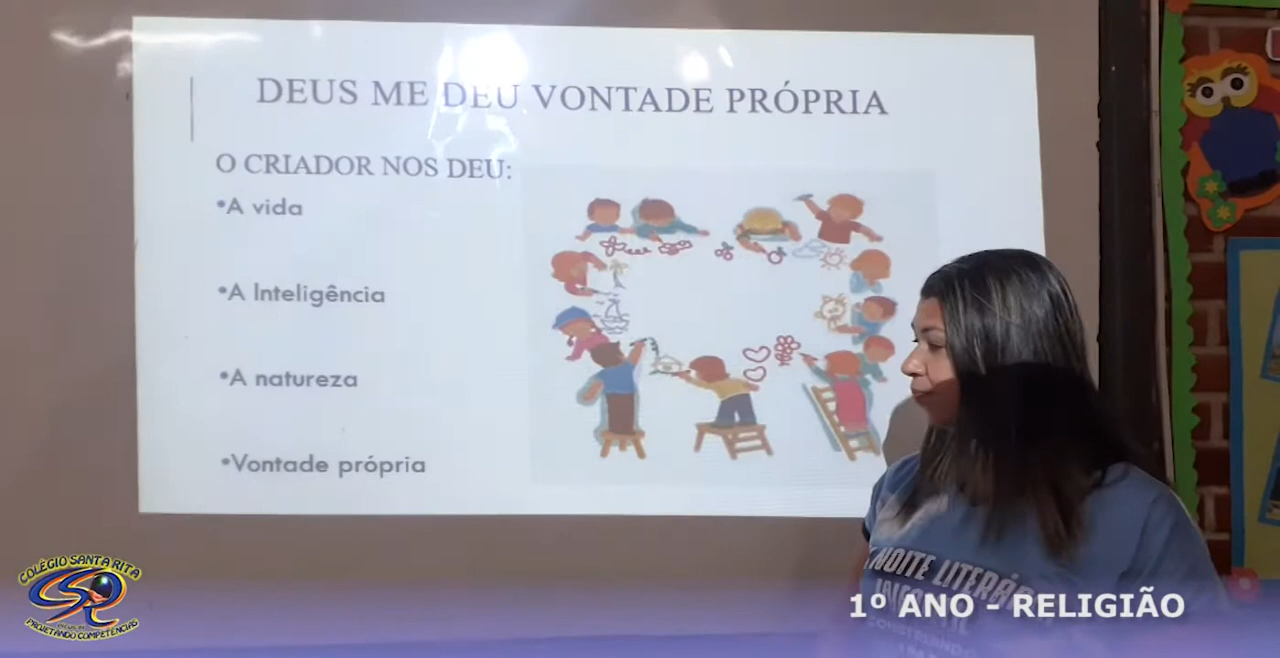 DEUS ME DEU VONTADE PRÓPRIA
O CRIADOR NOS DEU:
•A vida
•A Inteligência
•A natureza
•Vontade própria
NOITE LITERÁ
COLÉGIO SANTA RITA
PROJETANDO COMPETÊNCIAS
1º ANO - RELIGIÃO